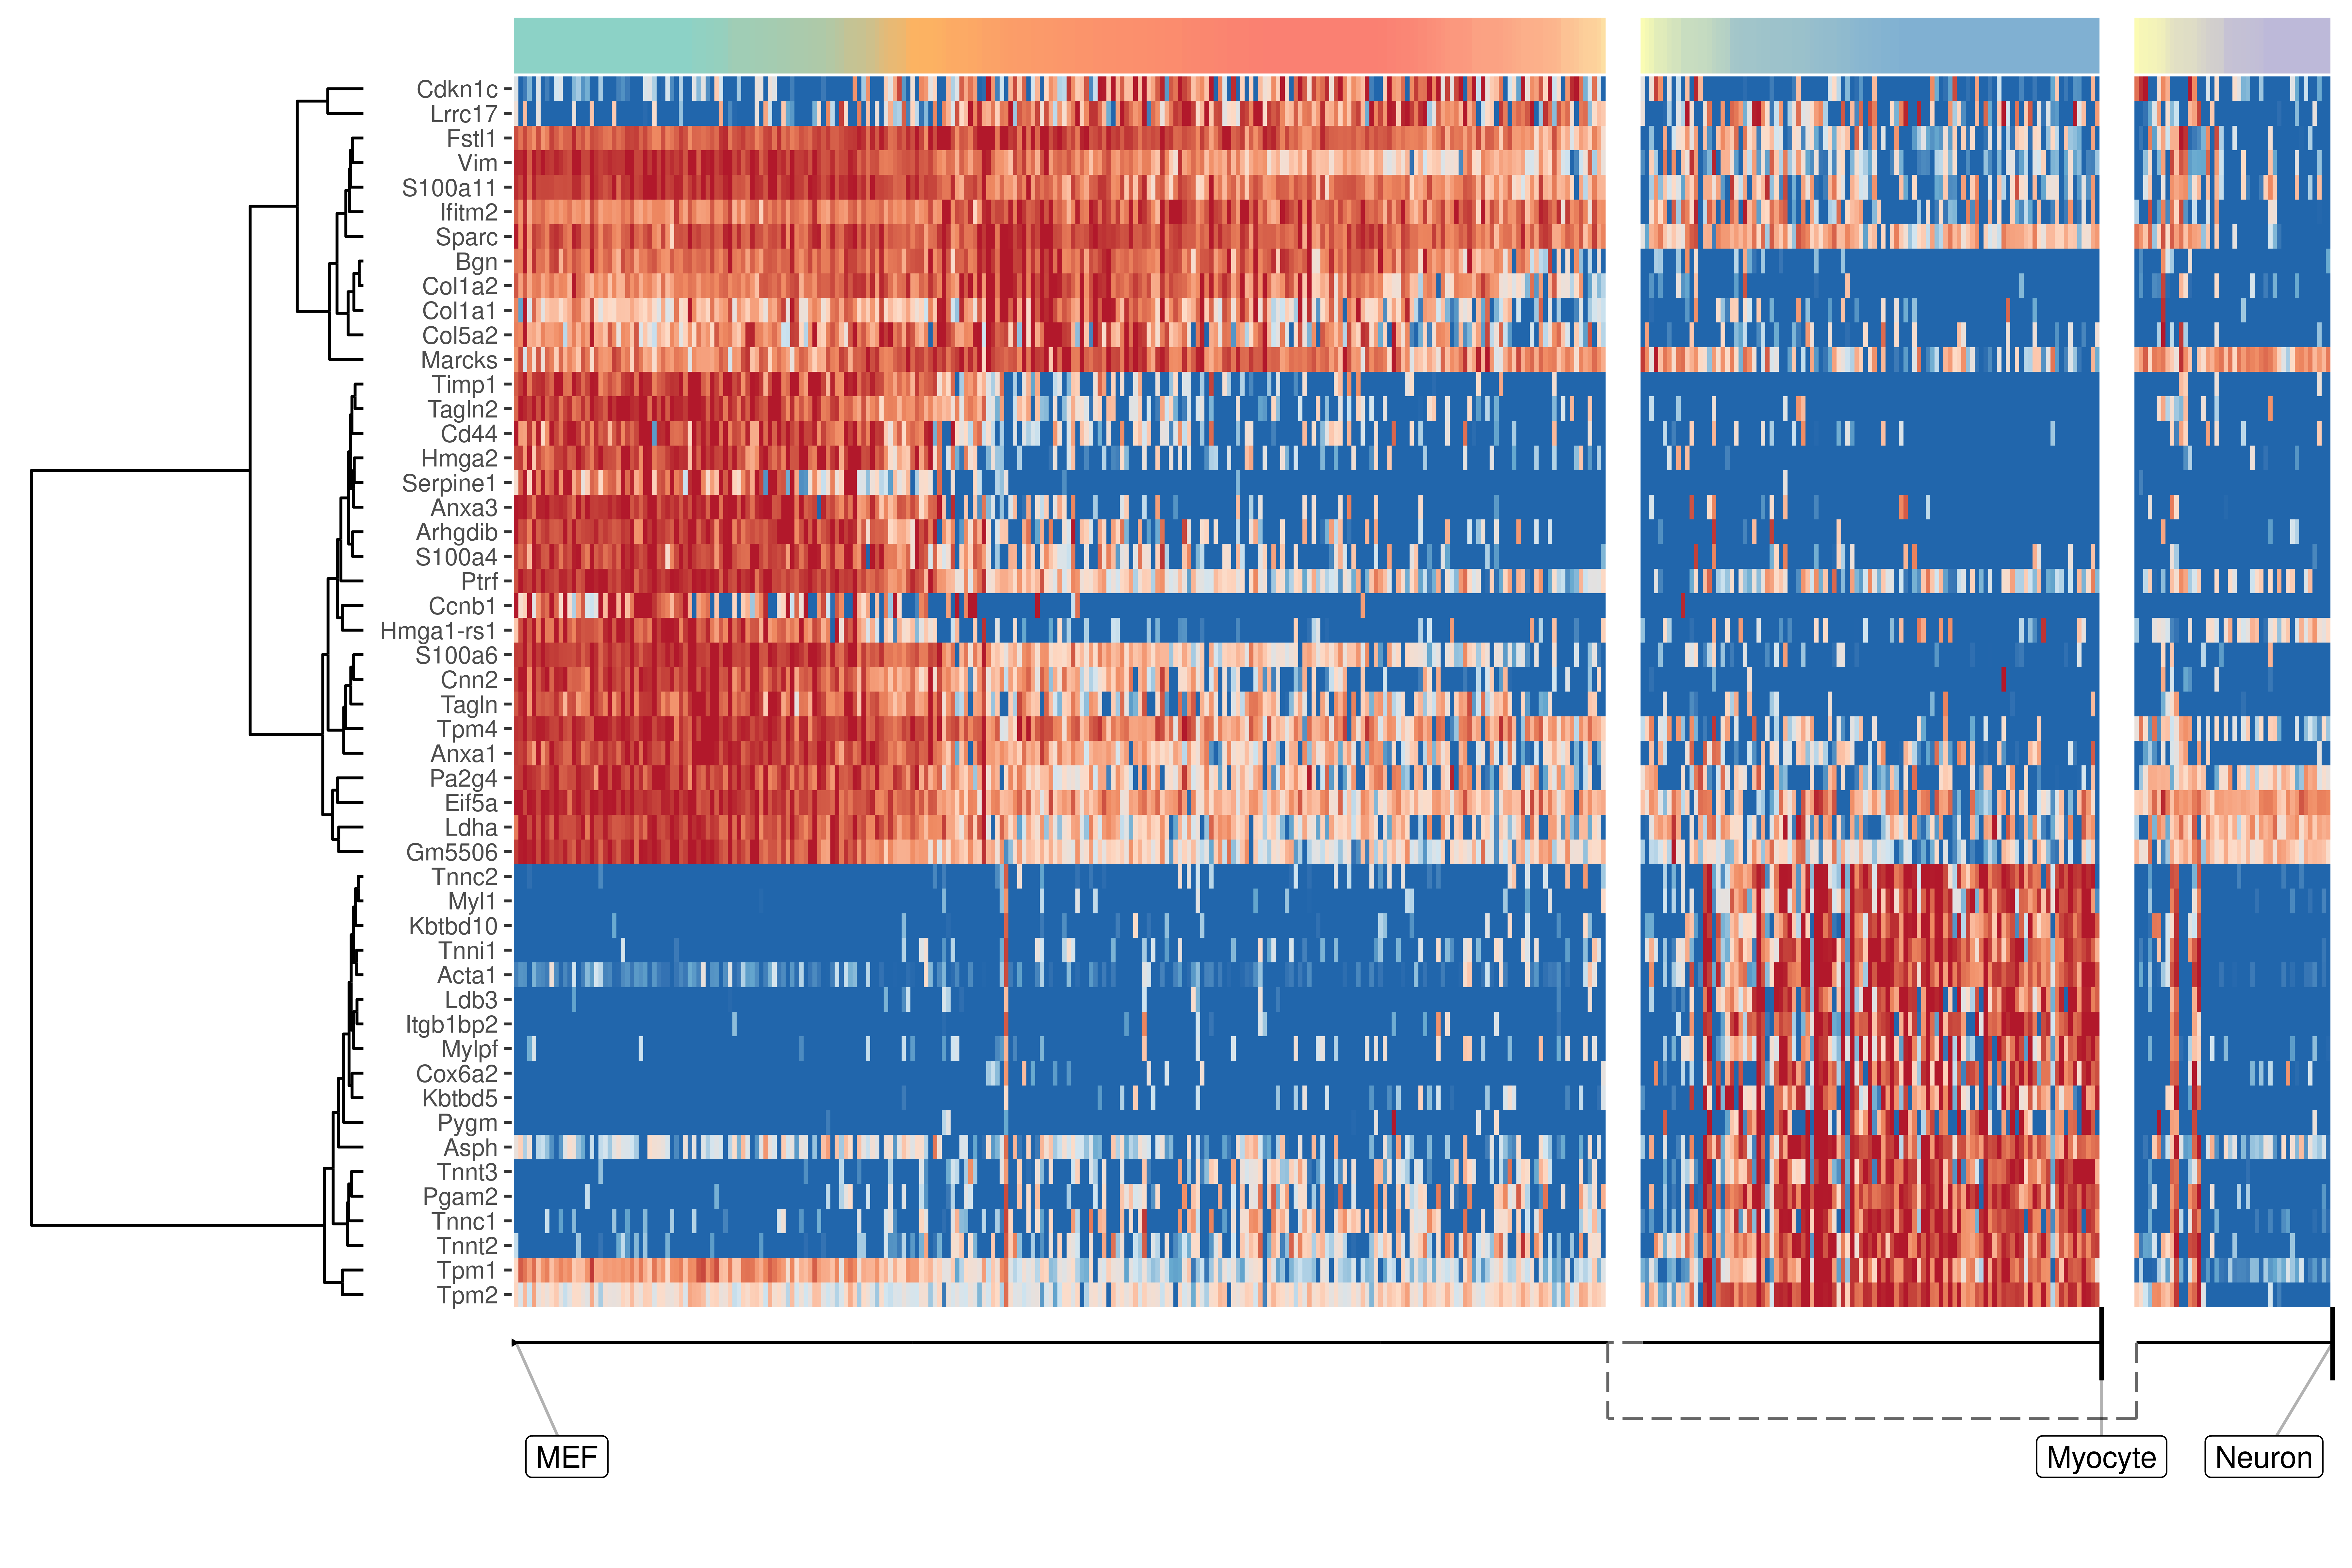 Cdkn1c
Lrrc17
Fstl1
Vim
S100a11
Ifitm2
Sparc
Bgn
Col1a2
Col1a1
Col5a2
Marcks
Timp1
Tagln2
Cd44
Hmga2
Serpine1
Anxa3
Arhgdib
S100a4
Ptrf
Ccnb1
Hmga1-rs1
S100a6
Cnn2
Tagln
Tpm4
Anxa1
Pa2g4
Eif5a
Ldha
Gm5506
Tnnc2
Myl1
Kbtbd10
Tnni1
Acta1
Ldb3
Itgb1bp2
Mylpf
Cox6a2
Kbtbd5
Pygm
Asph
Tnnt3
Pgam2
Tnnc1
Tnnt2
Tpm1
Tpm2
MEF
Myocyte
Neuron